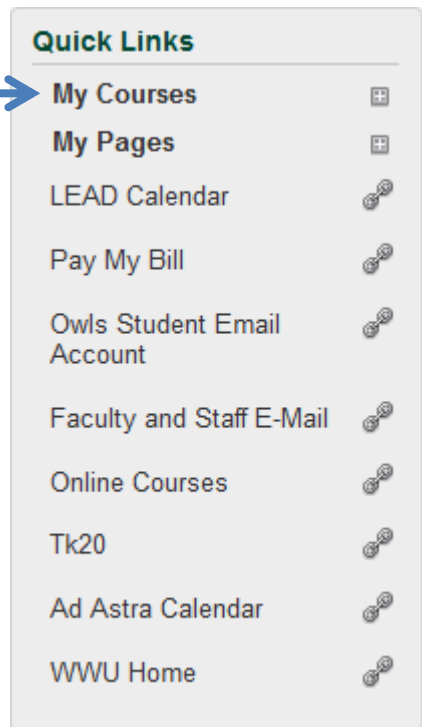 Quick Links
My Courses
My Pages
LEAD Calendar
Pay My Bill
Owls Student Email
Account
Faculty and Staff E-Mail
Online Courses
Tk20
Ad Astra Calendar
WWU Home